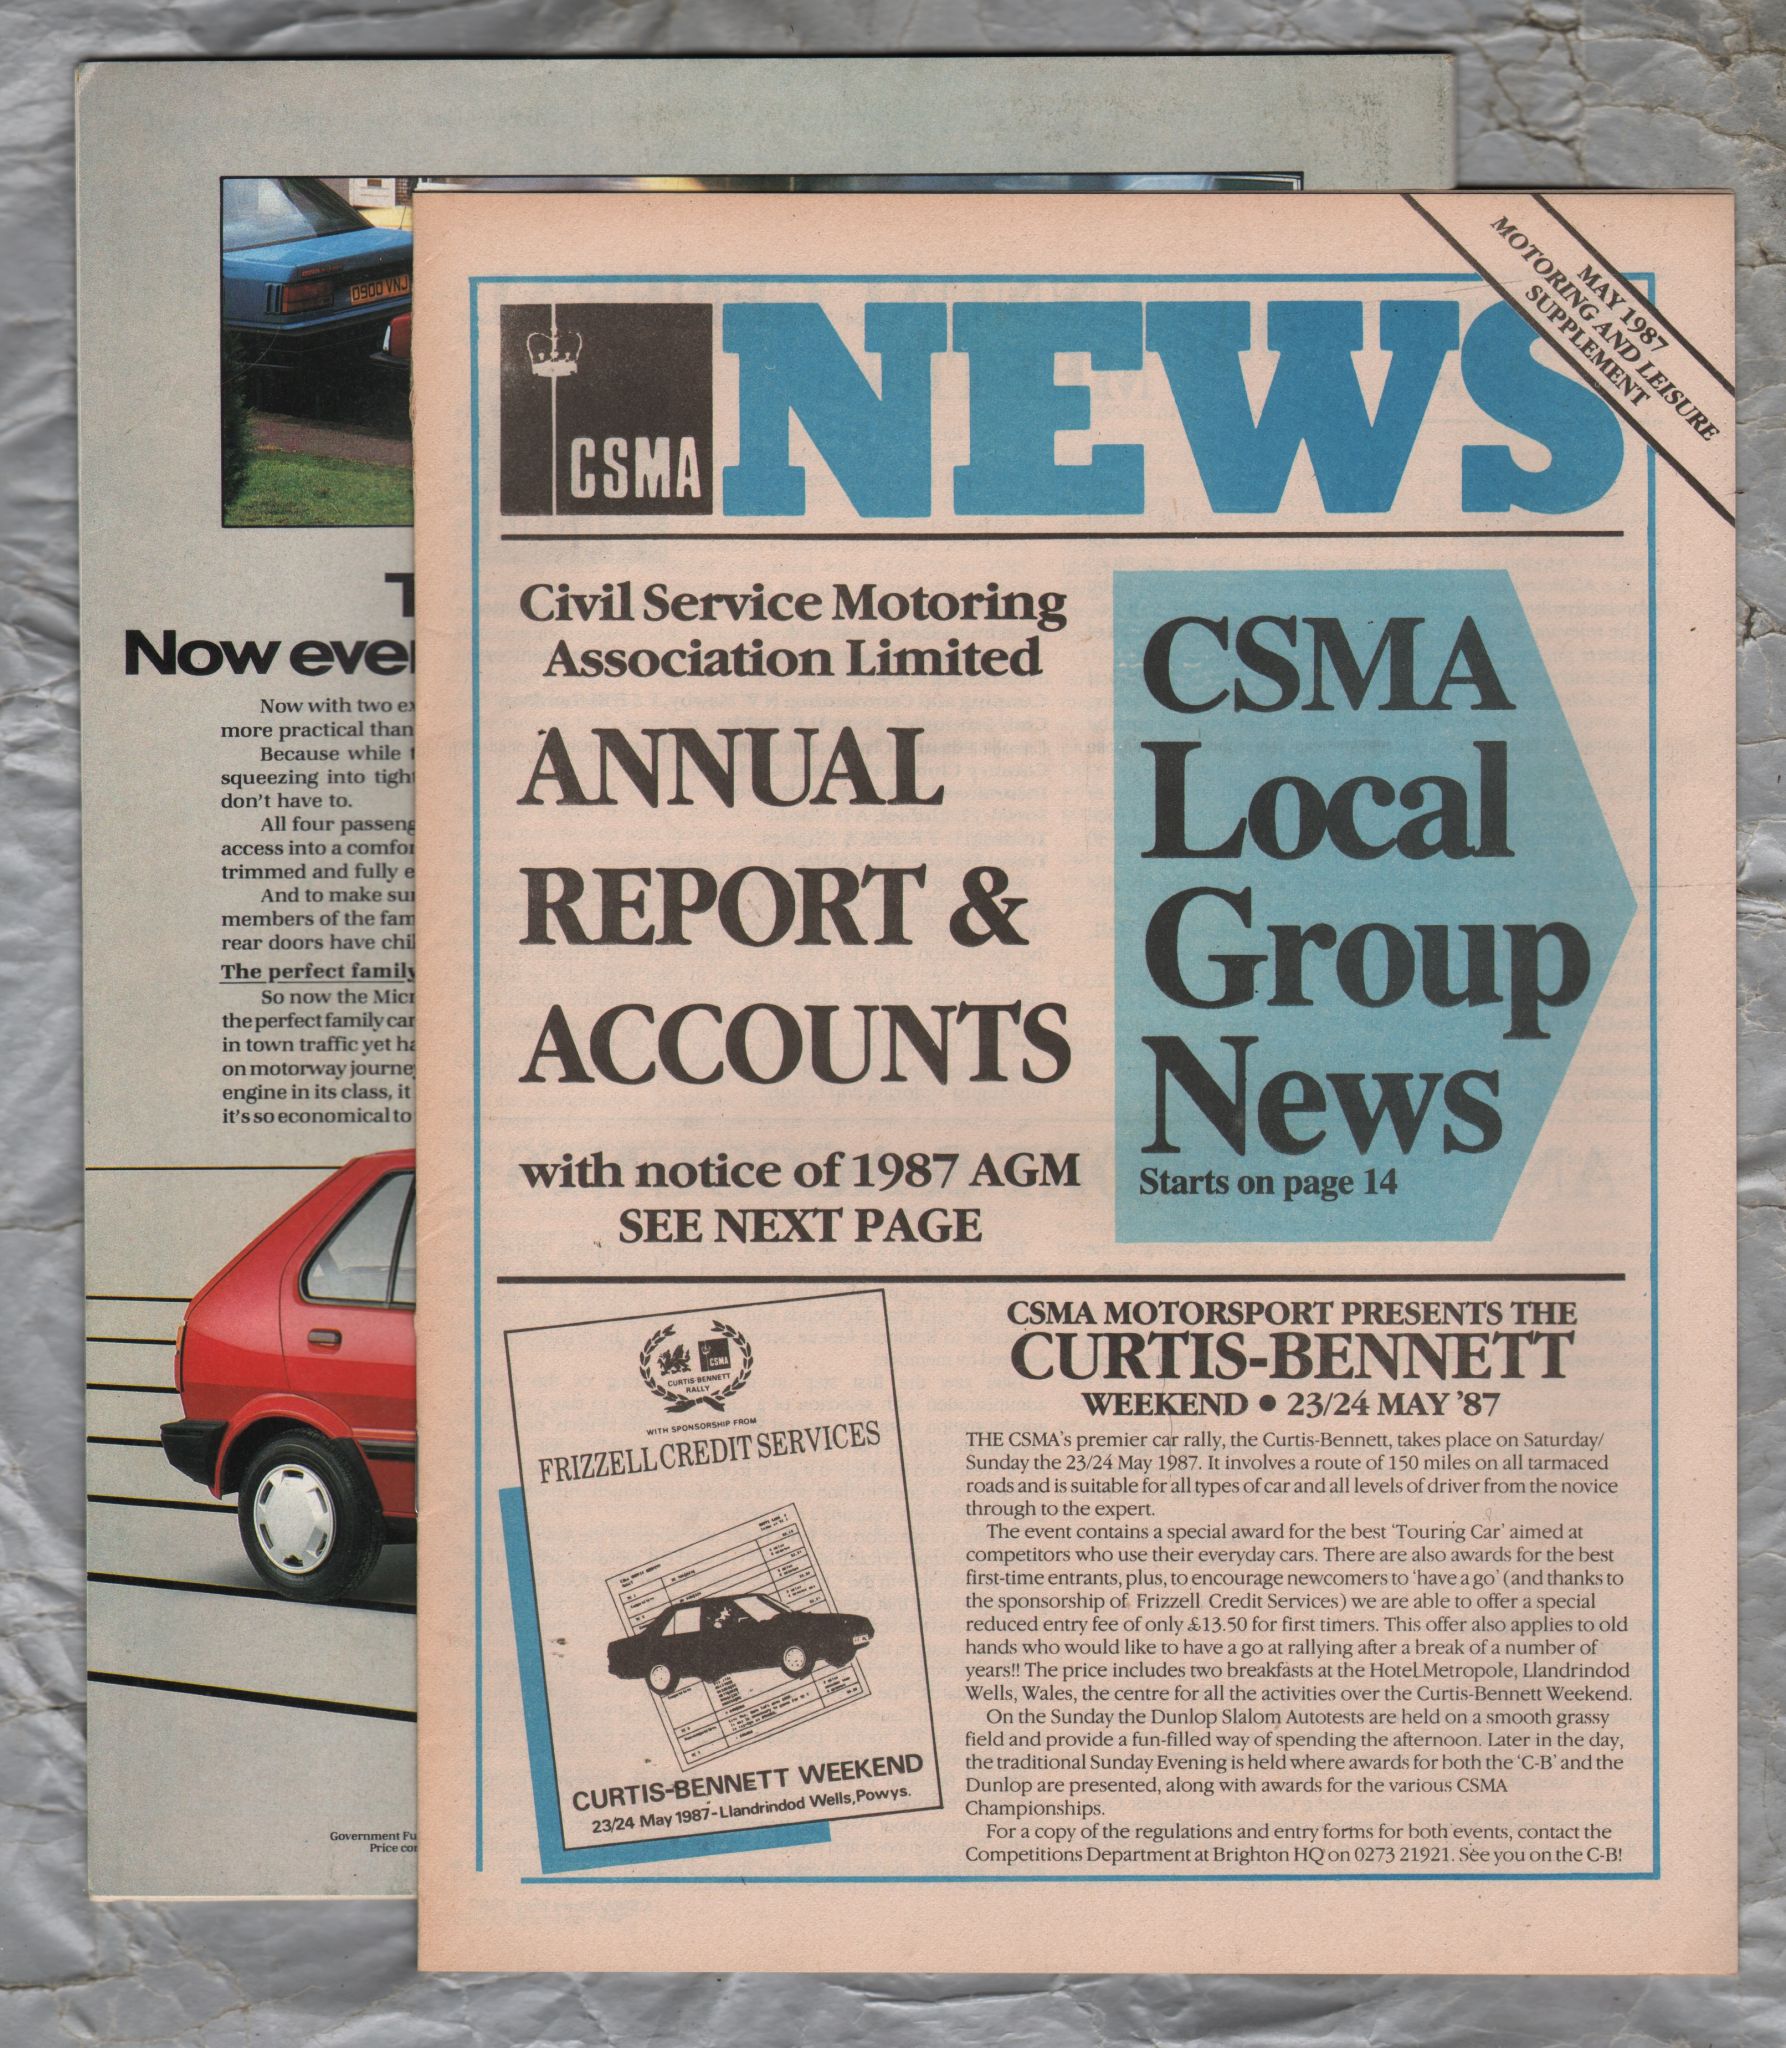 D900 VNJ
T
Now eve
Now with two ex
more practical than
Because while t
squeezing into tight
don't have to.
All four passeng
access into a comfor
trimmed and fully e
And to make sur
members of the fam
rear doors have chil
The perfect family
So now the Micr
the perfect family car
in town traffic yet ha
on motorway journe
engine in its class, it
it's so economical to
Government Fu
Price co
CSMA
NEWS
MAY 1987
MOTORING AND LEISURE
SUPPLEMENT
Civil Service Motoring
Association Limited
ANNUAL
REPORT &
ACCOUNTS
with notice of 1987 AGM
SEE NEXT PAGE
CSMA
Local
Group
News
Starts on page 14
CSMA
CURTIS-BENNETT
RALLY
WITH SPONSORSHIP FROM
FRIZZELL CREDIT SERVICES
CURTIS-BENNETT WEEKEND
23/24 May 1987-Llandrindod Wells, Powys.
CSMA MOTORSPORT PRESENTS THE
CURTIS-BENNETT
WEEKEND • 23/24 MAY '87
THE CSMA's premier car rally, the Curtis-Bennett, takes place on Saturday/
Sunday the 23/24 May 1987. It involves a route of 150 miles on all tarmaced
roads and is suitable for all types of car and all levels of driver from the novice
through to the expert.
The event contains a special award for the best 'Touring Car' aimed at
competitors who use their everyday cars. There are also awards for the best
first-time entrants, plus, to encourage newcomers to 'have a go' (and thanks to
the sponsorship of Frizzell Credit Services) we are able to offer a special
reduced entry fee of only £13.50 for first timers. This offer also applies to old
hands who would like to have a go at rallying after a break of a number of
years!! The price includes two breakfasts at the Hotel Metropole, Llandrindod
Wells, Wales, the centre for all the activities over the Curtis-Bennett Weekend.
On the Sunday the Dunlop Slalom Autotests are held on a smooth grassy
field and provide a fun-filled way of spending the afternoon. Later in the day,
the traditional Sunday Evening is held where awards for both the 'C-B' and the
Dunlop are presented, along with awards for the various CSMA
Championships.
For a copy of the regulations and entry forms for both events, contact the
Competitions Department at Brighton HQ on 0273 21921. See you on the C-B!